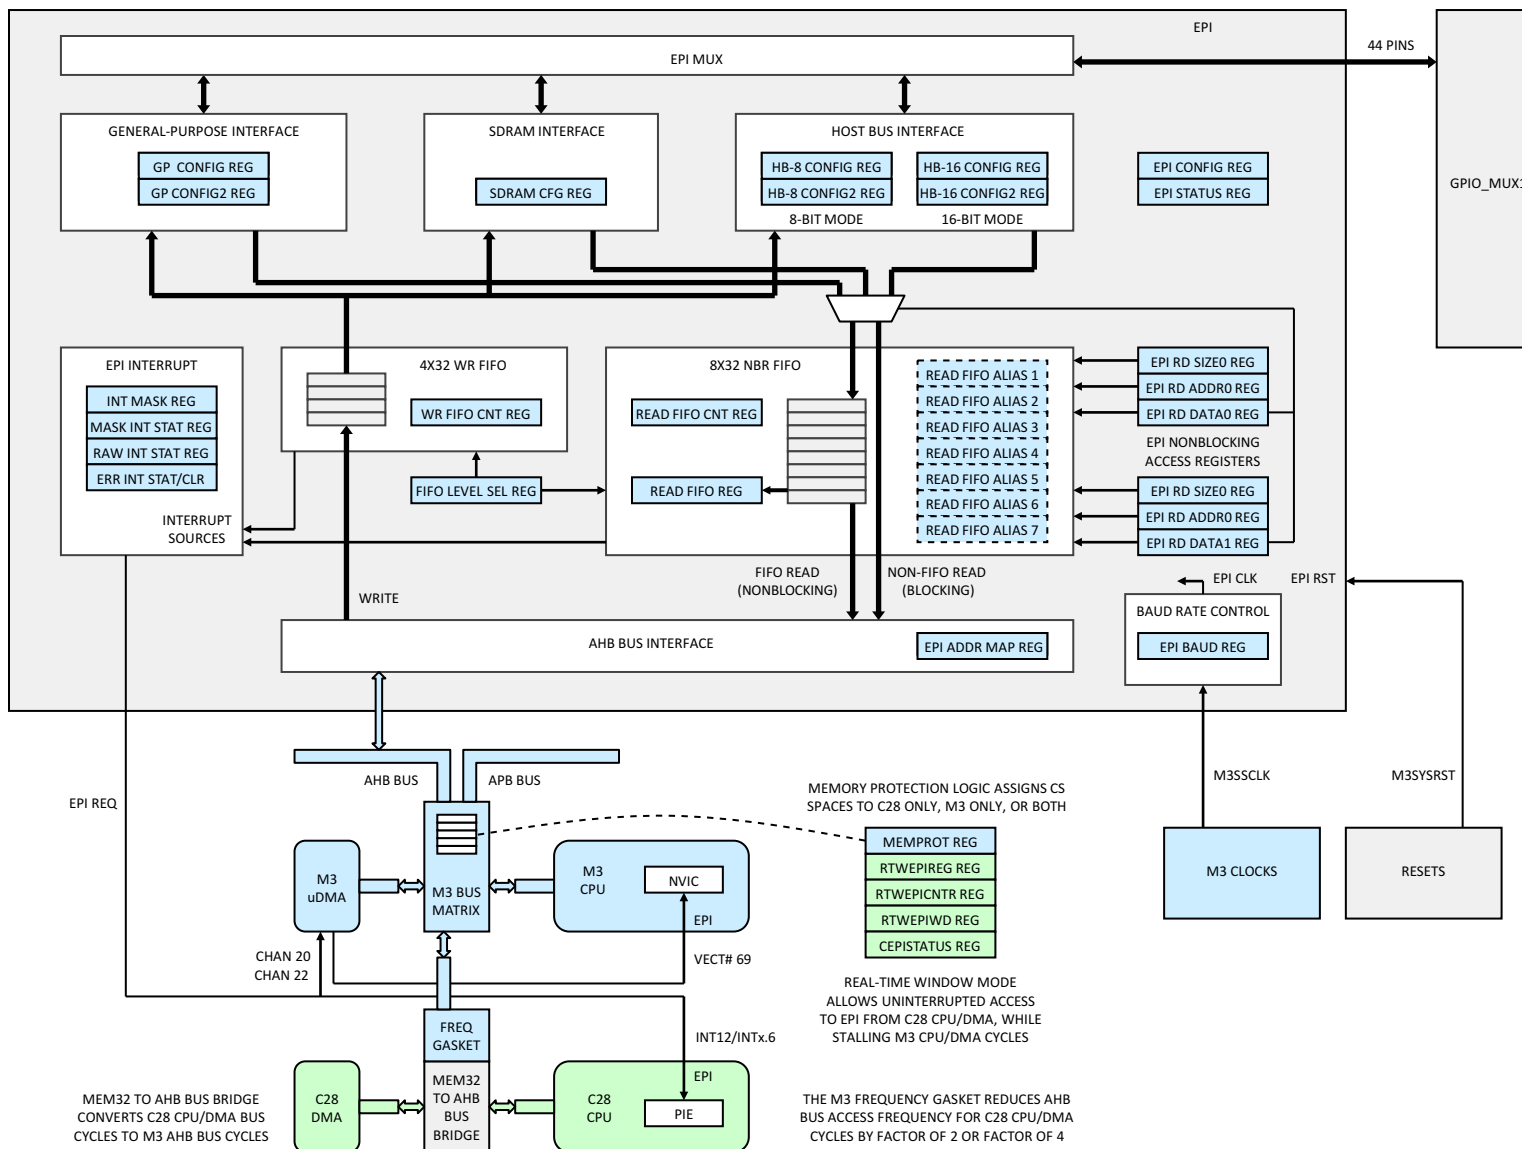 EPI
44 PINS
EPI MUX
GENERAL-PURPOSE INTERFACE
GP CONFIG REG
GP CONFIG2 REG
SDRAM INTERFACE
SDRAM CFG REG
HOST BUS INTERFACE
HB-8 CONFIG REG
HB-8 CONFIG2 REG
8-BIT MODE
HB-16 CONFIG REG
HB-16 CONFIG2 REG
16-BIT MODE
EPI CONFIG REG
EPI STATUS REG
GPIO_MUX1
EPI INTERRUPT
INT MASK REG
MASK INT STAT REG
RAW INT STAT REG
ERR INT STAT/CLR
INTERRUPT
SOURCES
4X32 WR FIFO
WR FIFO CNT REG
FIFO LEVEL SEL REG
8X32 NBR FIFO
READ FIFO CNT REG
READ FIFO REG
READ FIFO ALIAS 1
READ FIFO ALIAS 2
READ FIFO ALIAS 3
READ FIFO ALIAS 4
READ FIFO ALIAS 5
READ FIFO ALIAS 6
READ FIFO ALIAS 7
EPI RD SIZE0 REG
EPI RD ADDR0 REG
EPI RD DATA0 REG
EPI NONBLOCKING
ACCESS REGISTERS
EPI RD SIZE0 REG
EPI RD ADDR0 REG
EPI RD DATA1 REG
WRITE
FIFO READ
(NONBLOCKING)
NON-FIFO READ
(BLOCKING)
EPI CLK
EPI RST
BAUD RATE CONTROL
EPI BAUD REG
AHB BUS INTERFACE
EPI ADDR MAP REG
AHB BUS
APB BUS
EPI REQ
M3SSCLK
M3SYSRST
MEMORY PROTECTION LOGIC ASSIGNS CS
SPACES TO C28 ONLY, M3 ONLY, OR BOTH
MEMPROT REG
RTWEPIREG REG
RTWEPICNTR REG
RTWEPIWD REG
CEPISTATUS REG
M3 CLOCKS
RESETS
M3
uDMA
M3 BUS
MATRIX
M3
CPU
NVIC
EPI
CHAN 20
CHAN 22
VECT# 69
REAL-TIME WINDOW MODE
ALLOWS UNINTERRUPTED ACCESS
TO EPI FROM C28 CPU/DMA, WHILE
STALLING M3 CPU/DMA CYCLES
FREQ
GASKET
INT12/INTx.6
MEM32 TO AHB BUS BRIDGE
CONVERTS C28 CPU/DMA BUS
CYCLES TO M3 AHB BUS CYCLES
C28
DMA
MEM32
TO AHB
BUS
BRIDGE
C28
CPU
EPI
PIE
THE M3 FREQUENCY GASKET REDUCES AHB
BUS ACCESS FREQUENCY FOR C28 CPU/DMA
CYCLES BY FACTOR OF 2 OR FACTOR OF 4